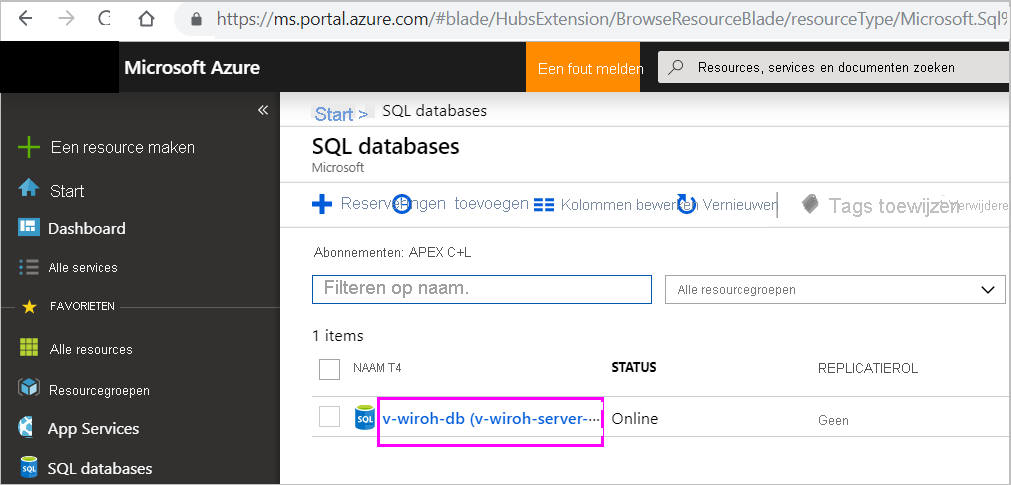 https://ms.portal.azure.com/#blade/HubsExtension/BrowseResourceBlade/resourceType/Microsoft.Sql%
Microsoft Azure
Een fout melden
Resources, services en documenten zoeken
«
Een resource maken
Start
Dashboard
Alle services
FAVORIETEN
Alle resources
Resourcegroepen
App Services
SQL databases
Start > SQL databases
SQL databases
Microsoft
Reserveringen toevoegen Kolommen bewerken Vernieuwen Tags toewijzen Verwijdere
Abonnementen: APEX C+L
Filteren op naam.
Alle resourcegroepen
1 items
NAAM T4 STATUS REPLICATIEROL
SQL v-wiroh-db (v-wiroh-server-... Online Geen